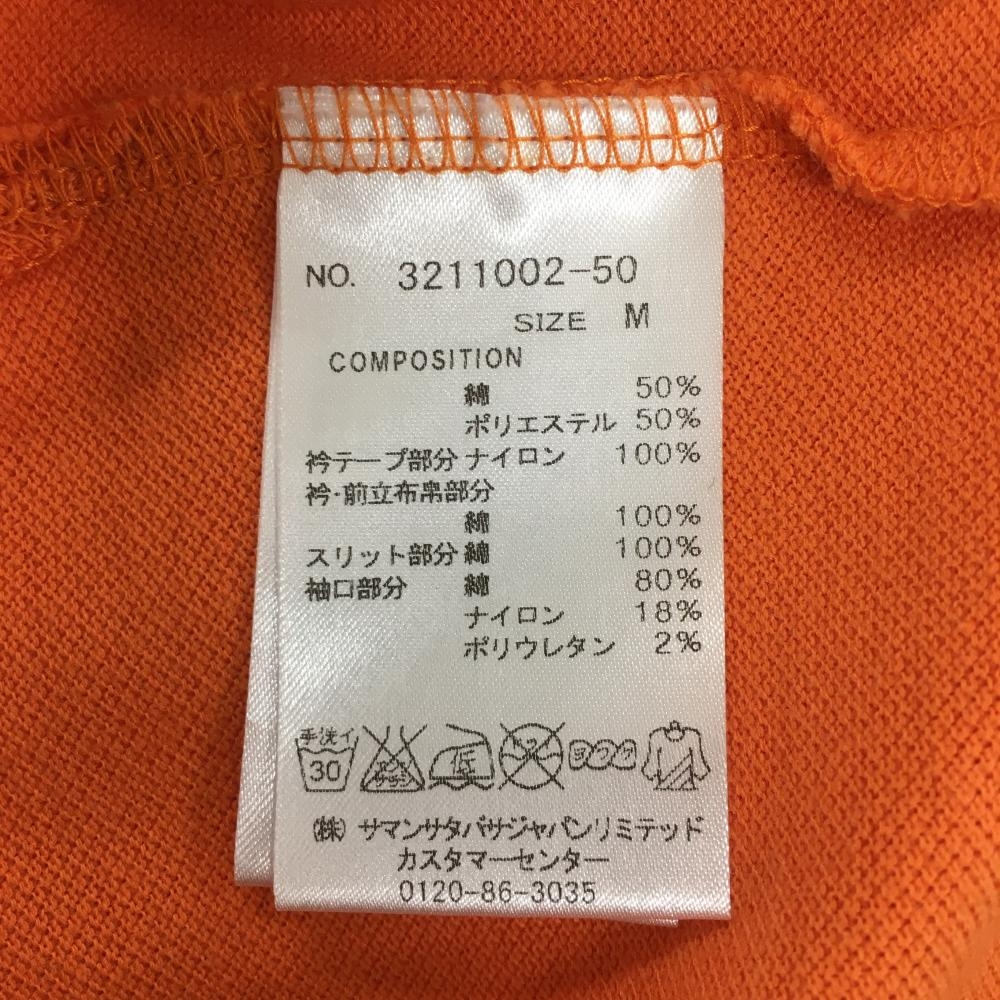 NO. 3211002-50
SIZE M
COMPOSITION
綿 50%
ポリエステル 50%
衿テープ部分 ナイロン 100%
衿・前立布帛部分
綿 100%
スリット部分 綿 100%
袖口部分 綿 80%
ナイロン 18%
ポリウレタン 2%
手洗イ 30 低 ヨワク
(株) サマンサタバサジャパンリミテッド
カスタマーセンター
0120-86-3035